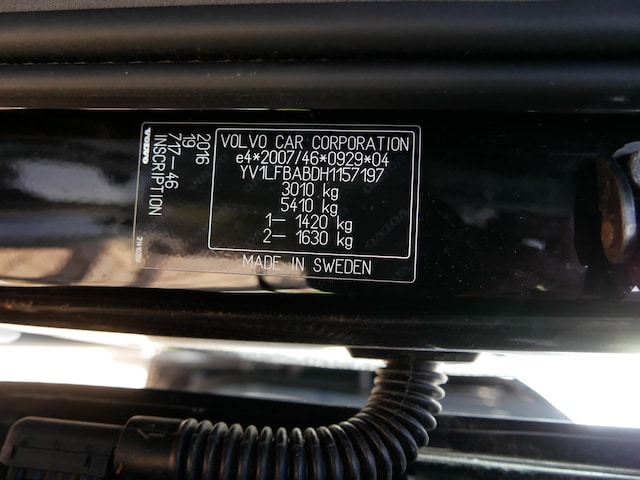 VOLVO CAR CORPORATION
e4*2007/46*0929*04
YV1LFBABDH1157197
3010 kg
5410 kg
1– 1420 kg
2– 1630 kg
MADE IN SWEDEN
2016
19
717–46
INSCRIPTION
VOLVO